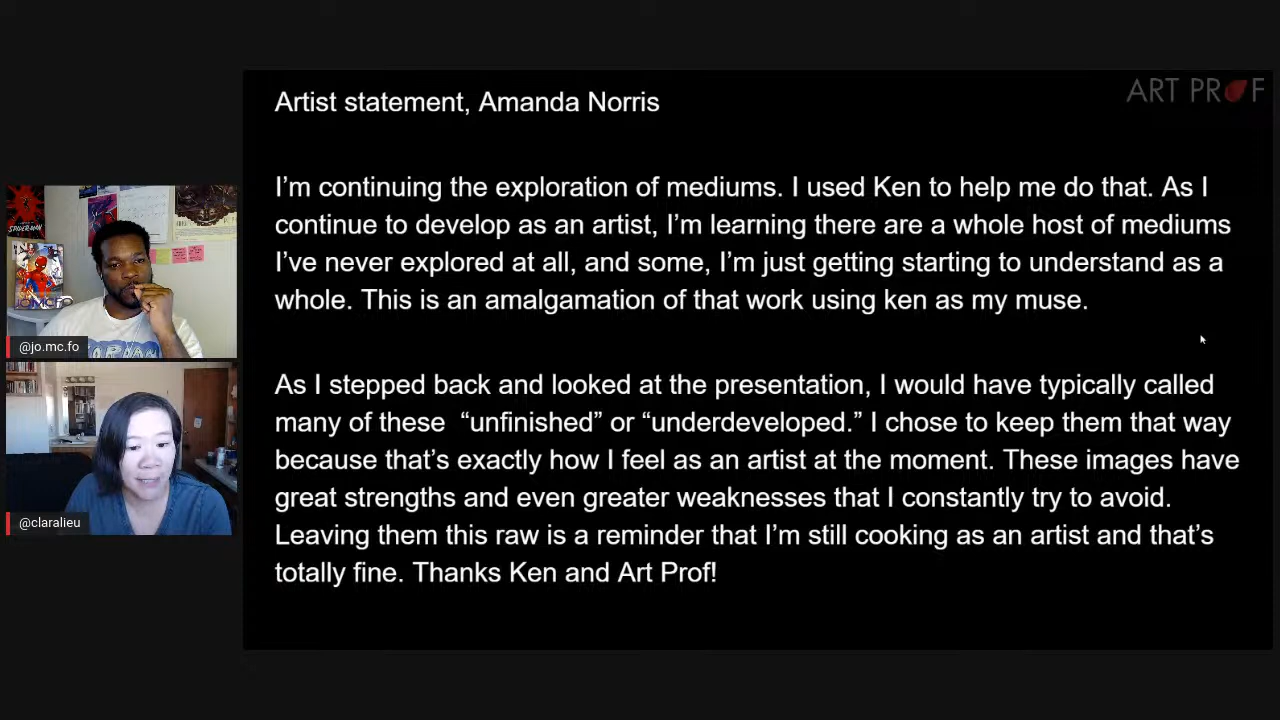 ART PROF
Artist statement, Amanda Norris
I'm continuing the exploration of mediums. I used Ken to help me do that. As I
continue to develop as an artist, I'm learning there are a whole host of mediums
I've never explored at all, and some, I'm just getting starting to understand as a
whole. This is an amalgamation of that work using ken as my muse.
As I stepped back and looked at the presentation, I would have typically called
many of these “unfinished” or “underdeveloped.” I chose to keep them that way
because that's exactly how I feel as an artist at the moment. These images have
great strengths and even greater weaknesses that I constantly try to avoid.
Leaving them this raw is a reminder that I'm still cooking as an artist and that's
totally fine. Thanks Ken and Art Prof!
JO.MC.FO
@jo.mc.fo
@claralieu